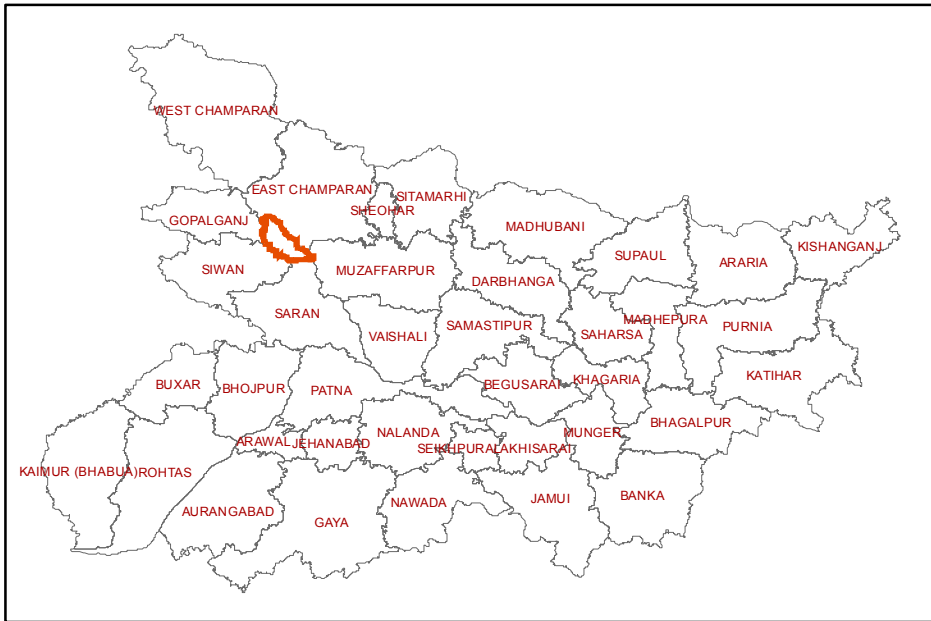 WEST CHAMPARAN
EAST CHAMPARAN
SITAMARHI
SHEOHAR
GOPALGANJ
MADHUBANI
KISHANGANJ
SUPAUL
ARARIA
SIWAN
MUZAFFARPUR
DARBHANGA
SARAN
MADHEPURA
SAMASTIPUR
PURNIA
VAISHALI
SAHARSA
KATIHAR
BUXAR
BHOJPUR
PATNA
BEGUSARAI
KHAGARIA
BHAGALPUR
NALANDA
MUNGER
ARAWAL
JEHANABAD
SEIKHPURA
LAKHISARAI
KAIMUR (BHABUA)
ROHTAS
BANKA
JAMUI
NAWADA
AURANGABAD
GAYA